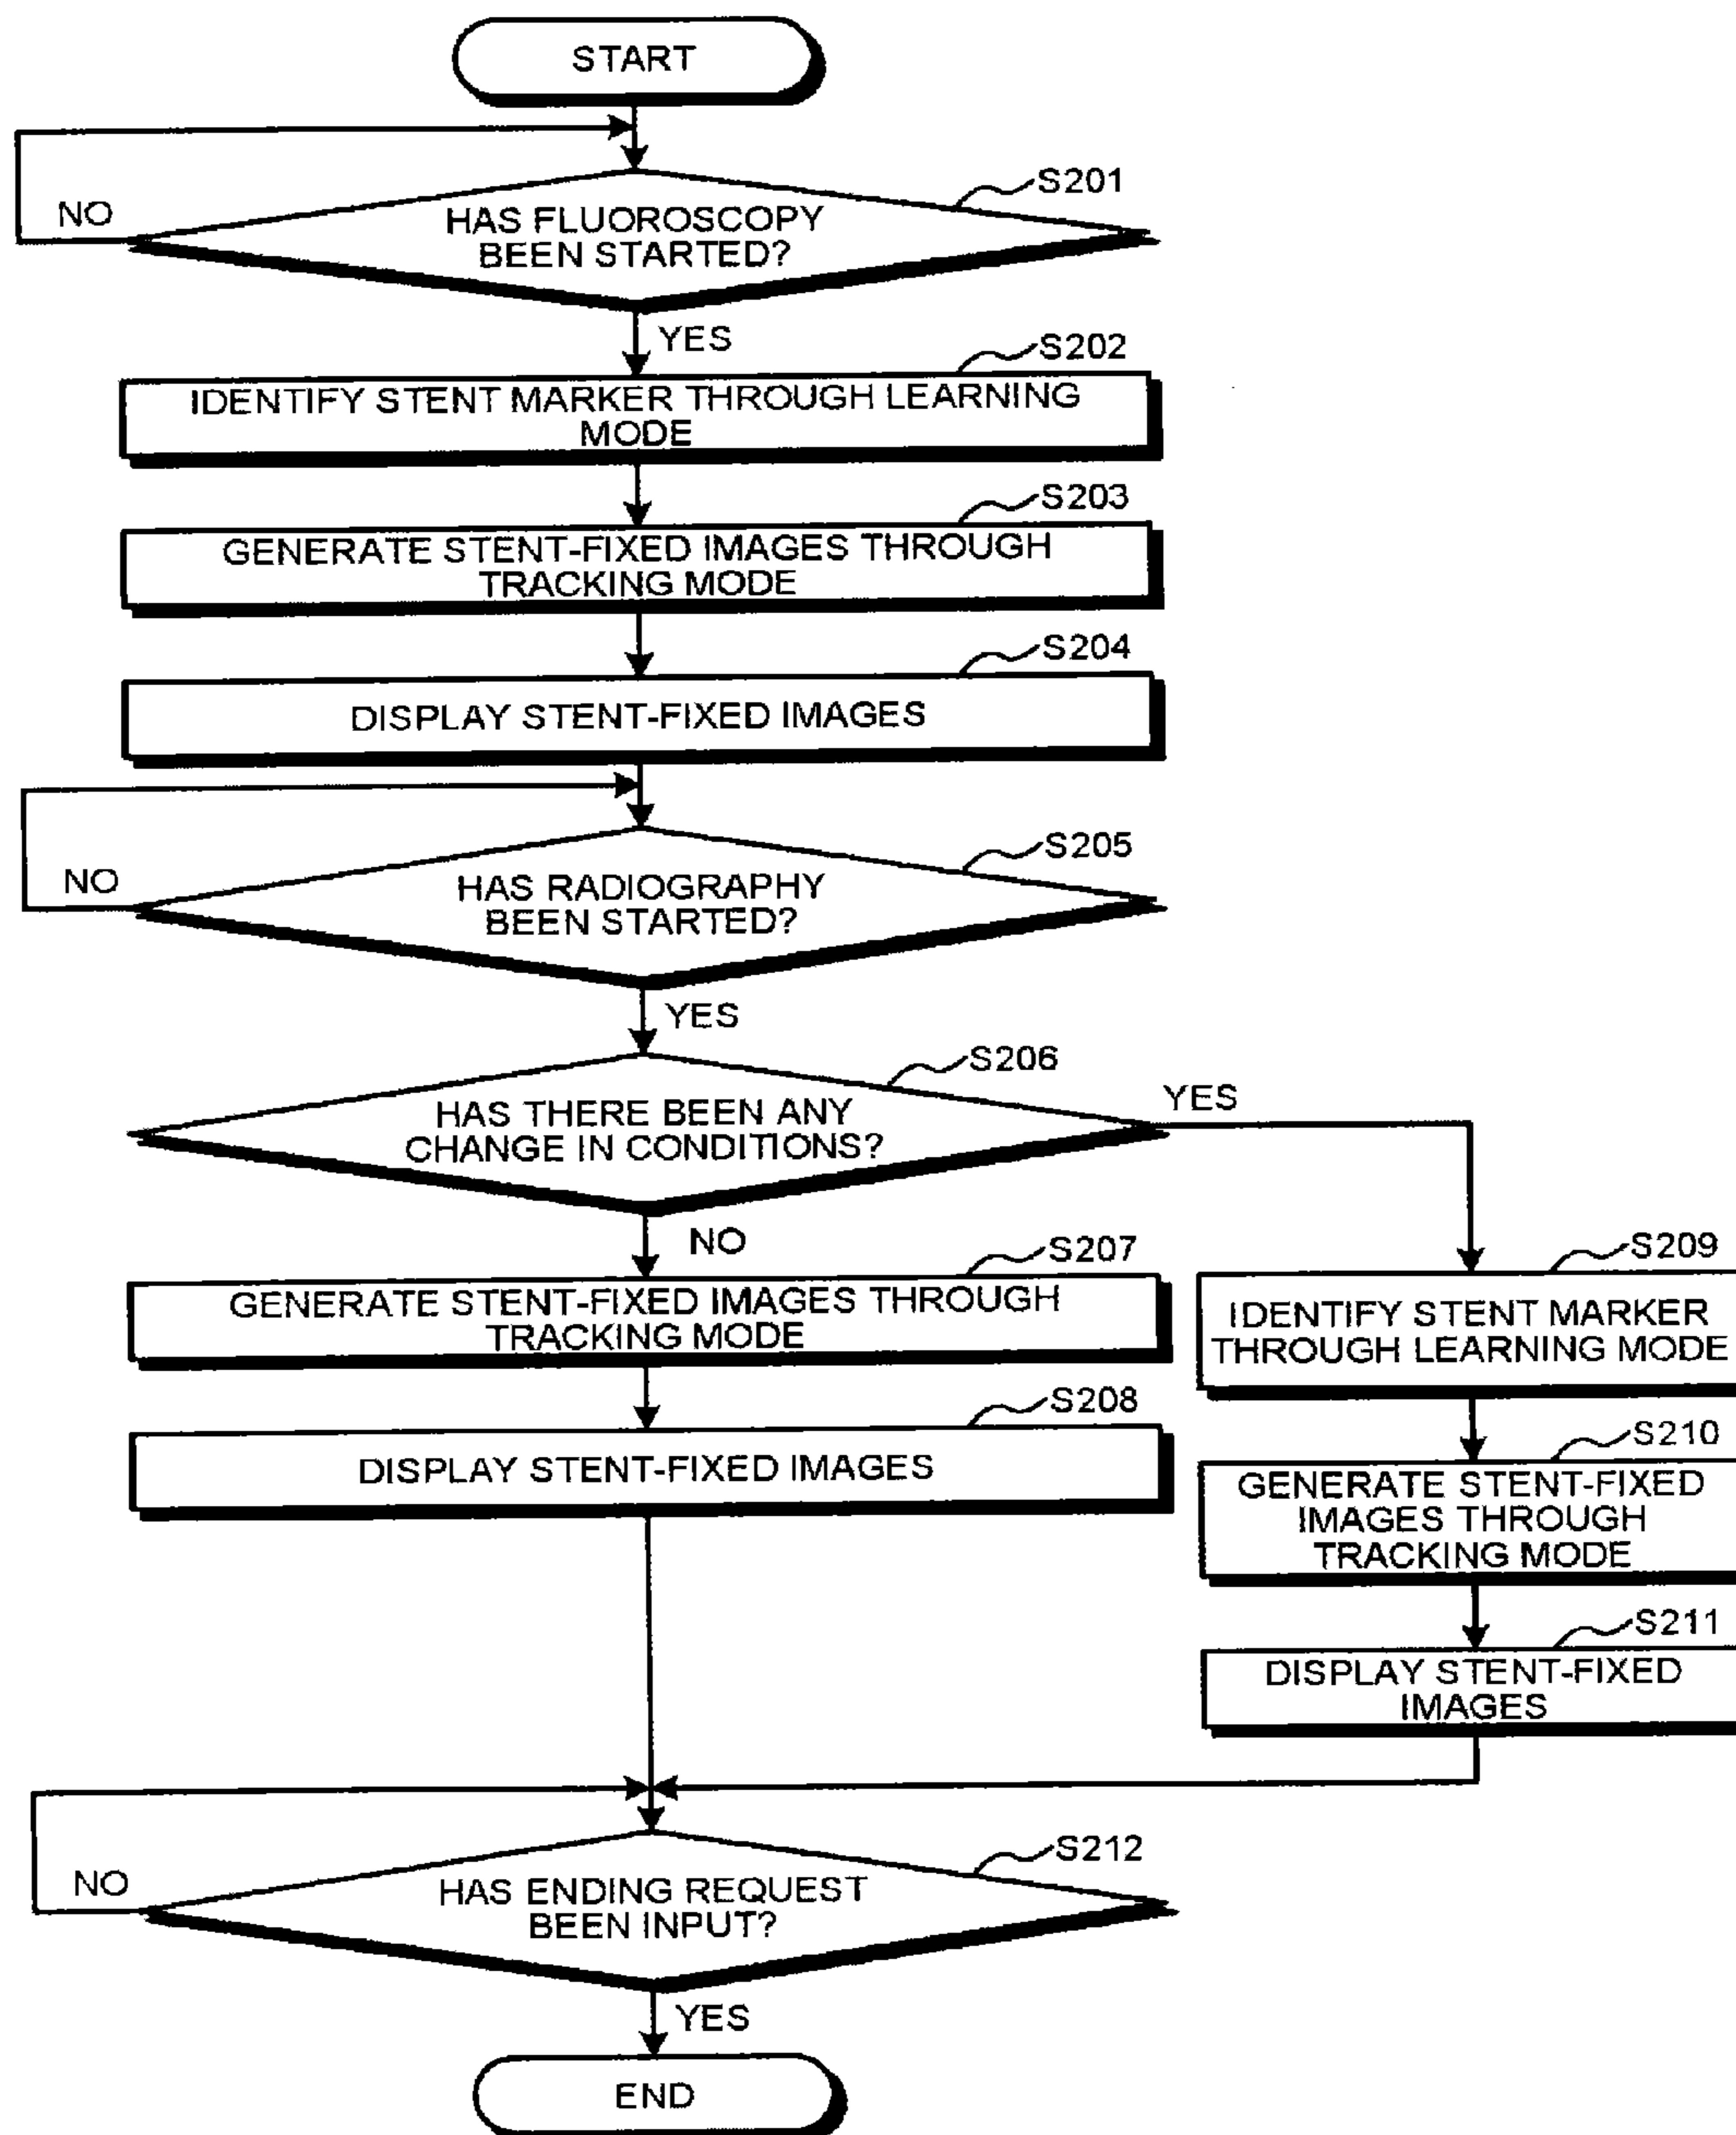 START
S201
NO
HAS FLUOROSCOPY
BEEN STARTED?
YES
S202
IDENTIFY STENT MARKER THROUGH LEARNING
MODE
S203
GENERATE STENT-FIXED IMAGES THROUGH
TRACKING MODE
S204
DISPLAY STENT-FIXED IMAGES
S205
NO
HAS RADIOGRAPHY
BEEN STARTED?
YES
S206
YES
HAS THERE BEEN ANY
CHANGE IN CONDITIONS?
NO
S207
GENERATE STENT-FIXED IMAGES THROUGH
TRACKING MODE
S208
DISPLAY STENT-FIXED IMAGES
S209
IDENTIFY STENT MARKER
THROUGH LEARNING MODE
S210
GENERATE STENT-FIXED
IMAGES THROUGH
TRACKING MODE
S211
DISPLAY STENT-FIXED
IMAGES
S212
NO
HAS ENDING REQUEST
BEEN INPUT?
YES
END